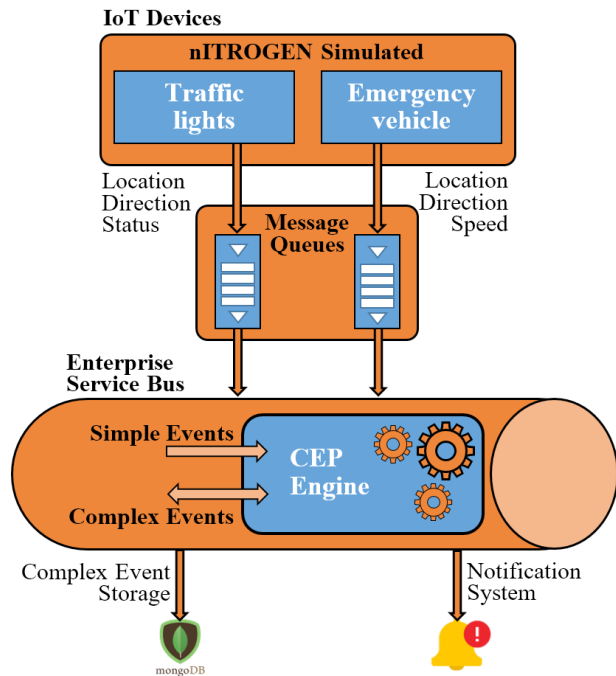 IoT Devices
nITROGEN Simulated
Traffic
lights
Emergency
vehicle
Location
Direction
Status
Location
Direction
Speed
Message
Queues
Enterprise
Service Bus
Simple Events
CEP
Engine
Complex Events
Complex Event
Storage
Notification
System
mongoDB
!